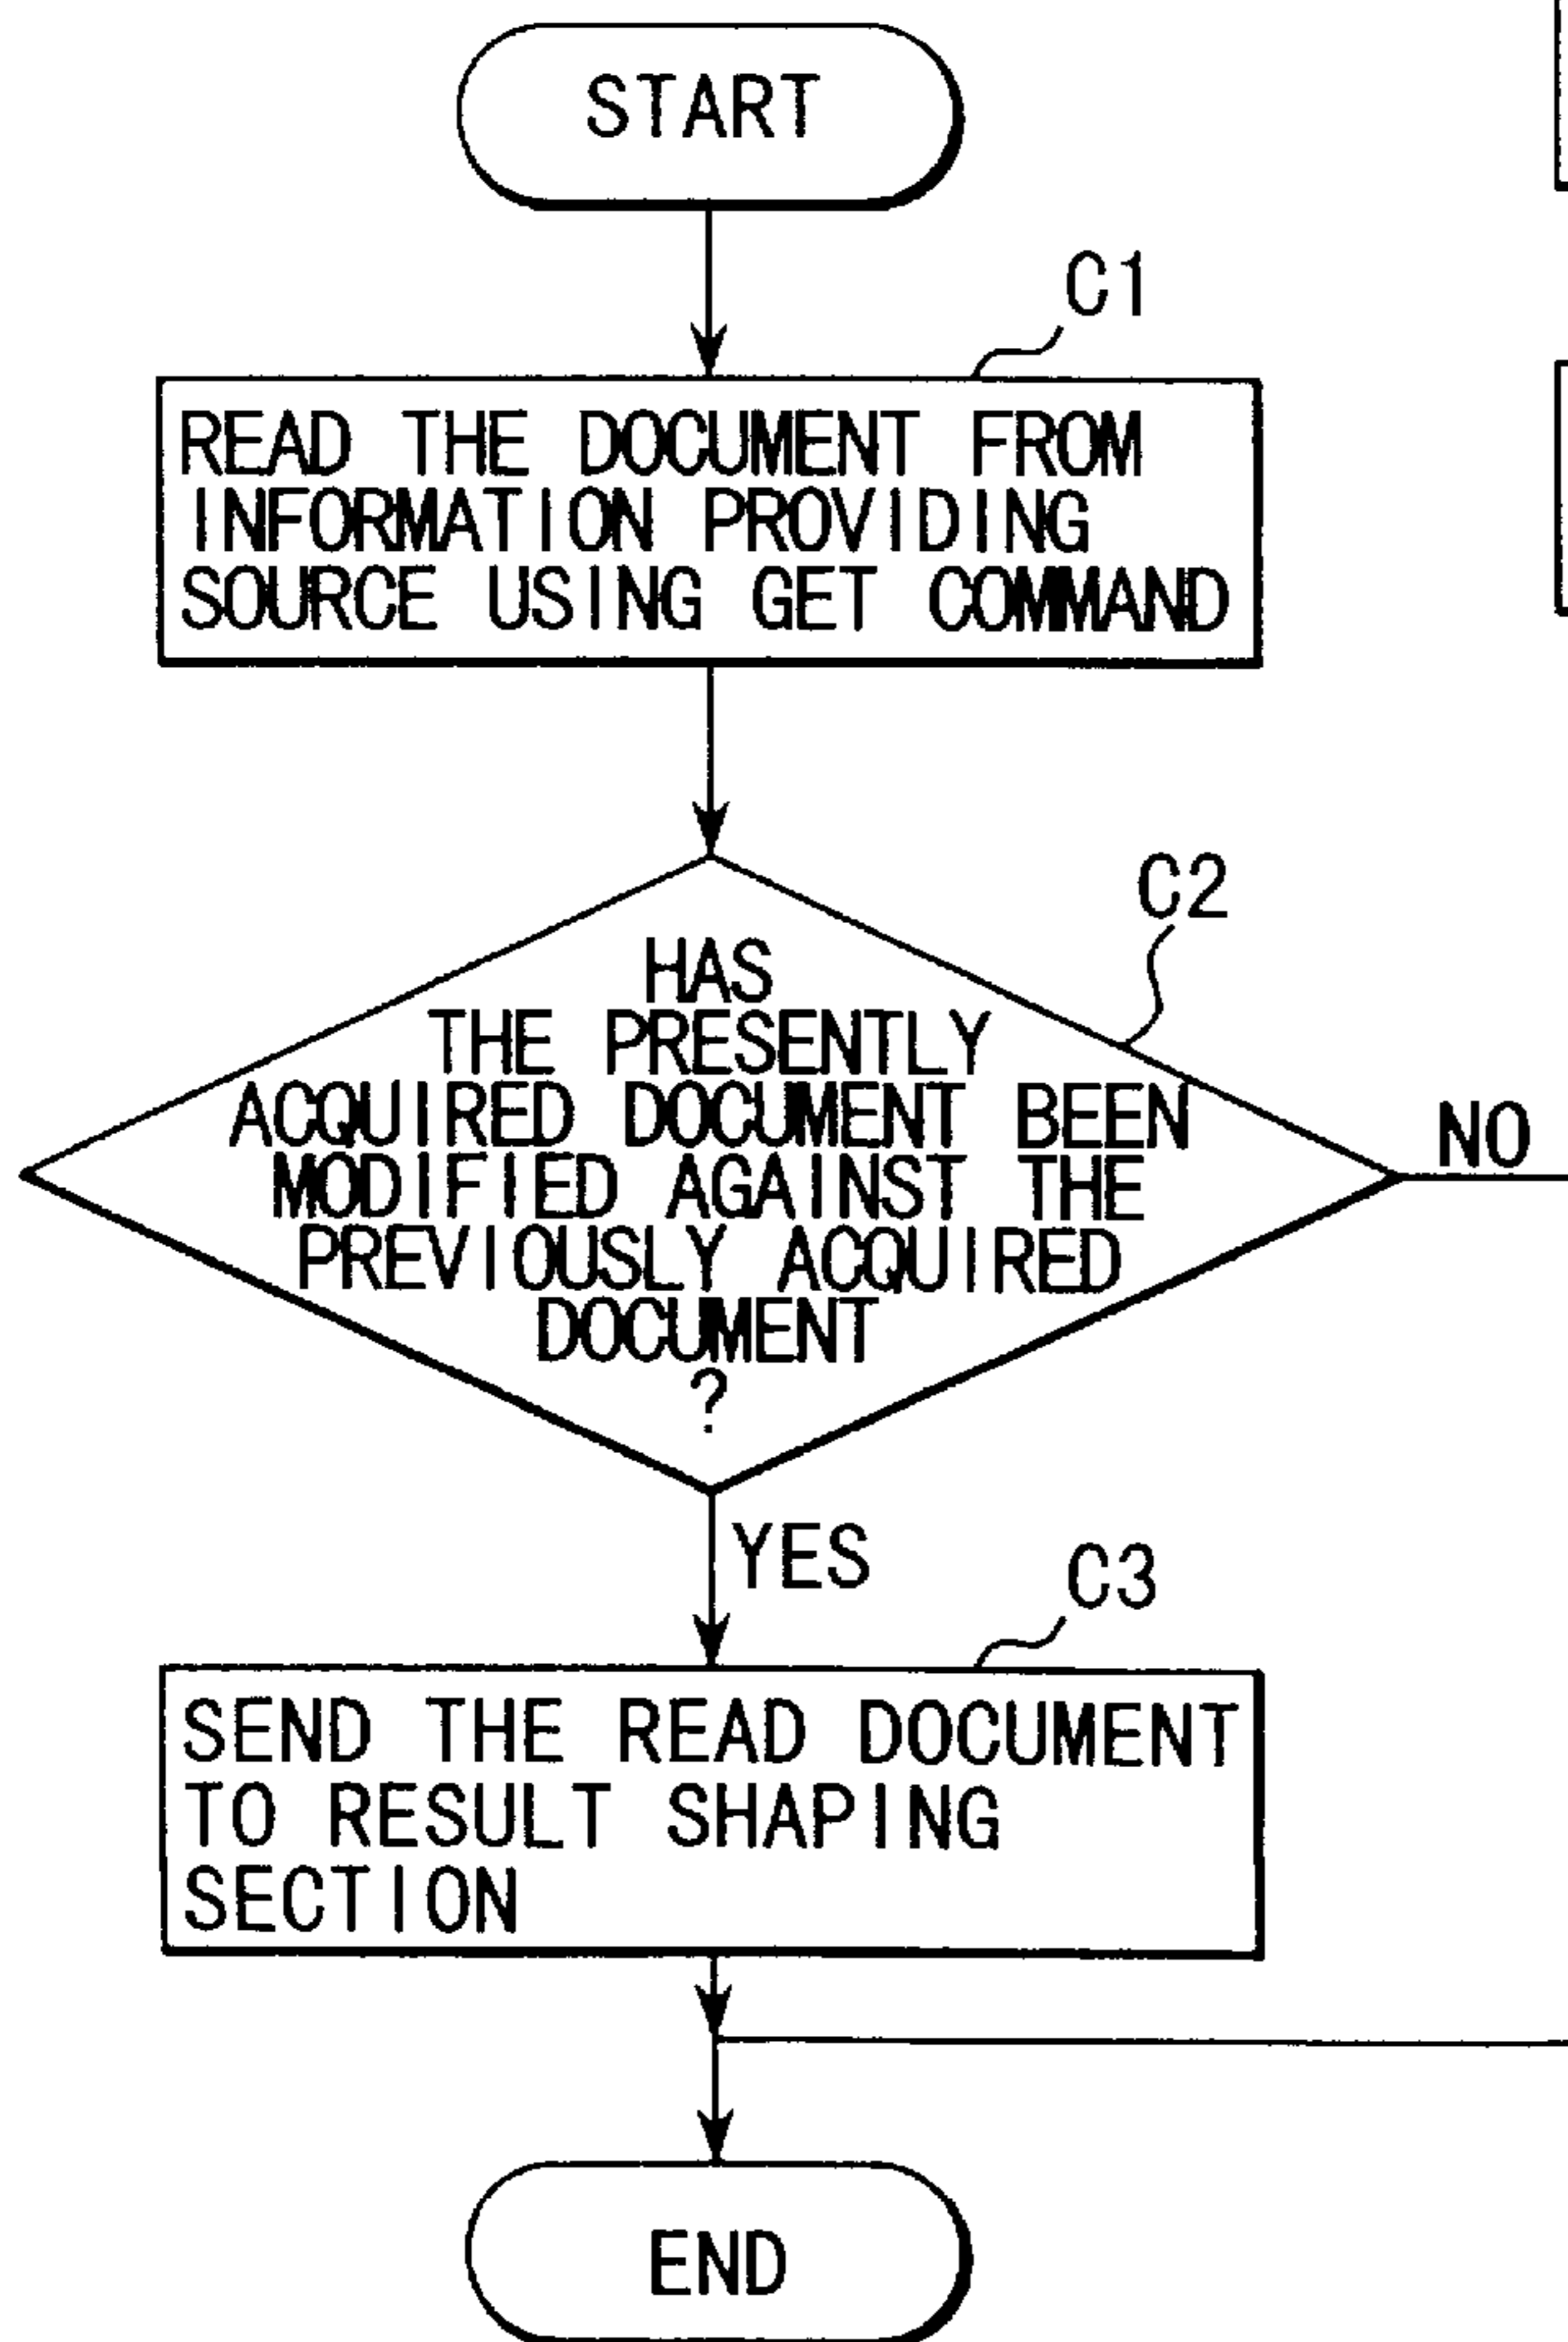 START
C1
READ THE DOCUMENT FROM
INFORMATION PROVIDING
SOURCE USING GET COMMAND
C2
HAS
THE PRESENTLY
ACQUIRED DOCUMENT BEEN
MODIFIED AGAINST THE
PREVIOUSLY ACQUIRED
DOCUMENT
?
NO
YES
C3
SEND THE READ DOCUMENT
TO RESULT SHAPING
SECTION
END